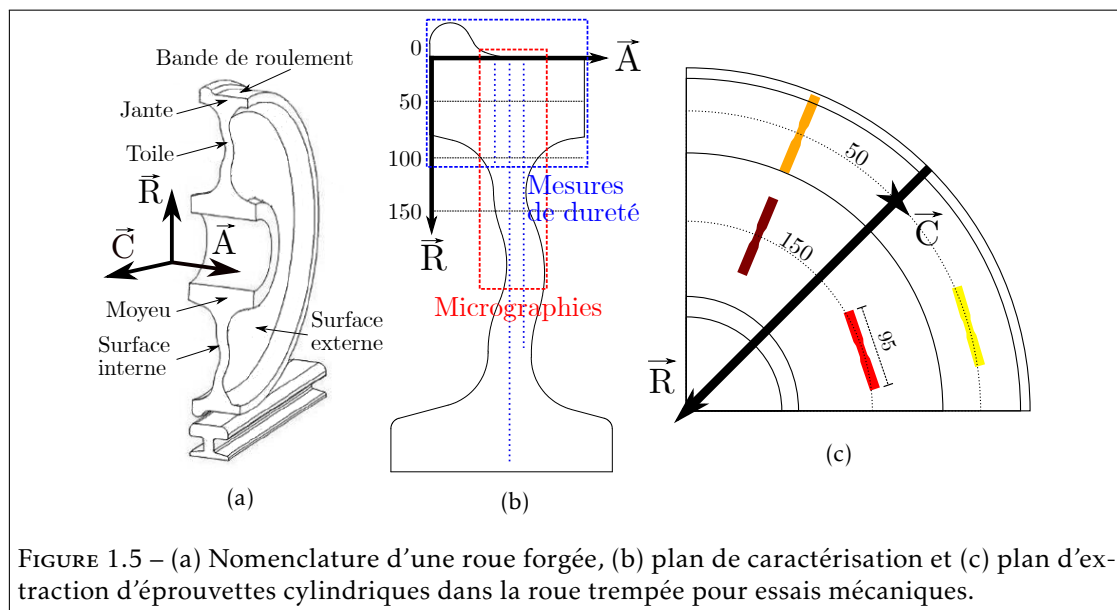 Bande de roulement
Jante
Toile
R
C
A
Moyeu
Surface
interne
Surface
externe
(a)
0
A
50
100
150
R
Mesures
de dureté
Micrographies
(b)
50
C
150
95
R
(c)
FIGURE 1.5 – (a) Nomenclature d'une roue forgée, (b) plan de caractérisation et (c) plan d'ex-
traction d'éprouvettes cylindriques dans la roue trempée pour essais mécaniques.